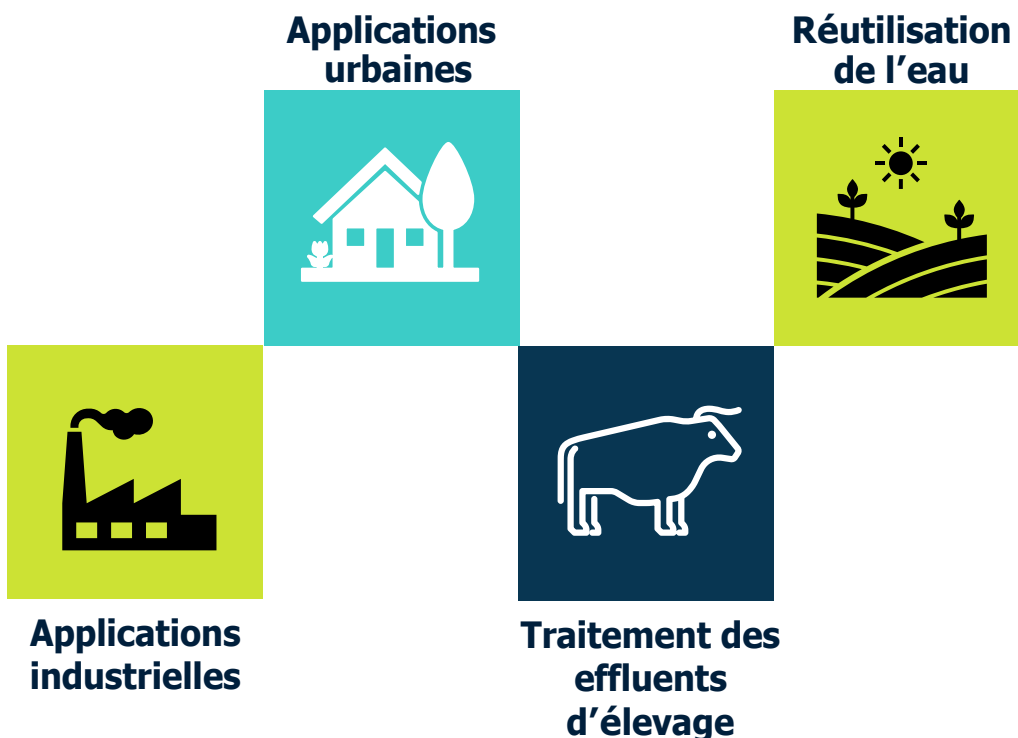 Applications
urbaines
Réutilisation
de l’eau
Applications
industrielles
Traitement des
effluents
d’élevage